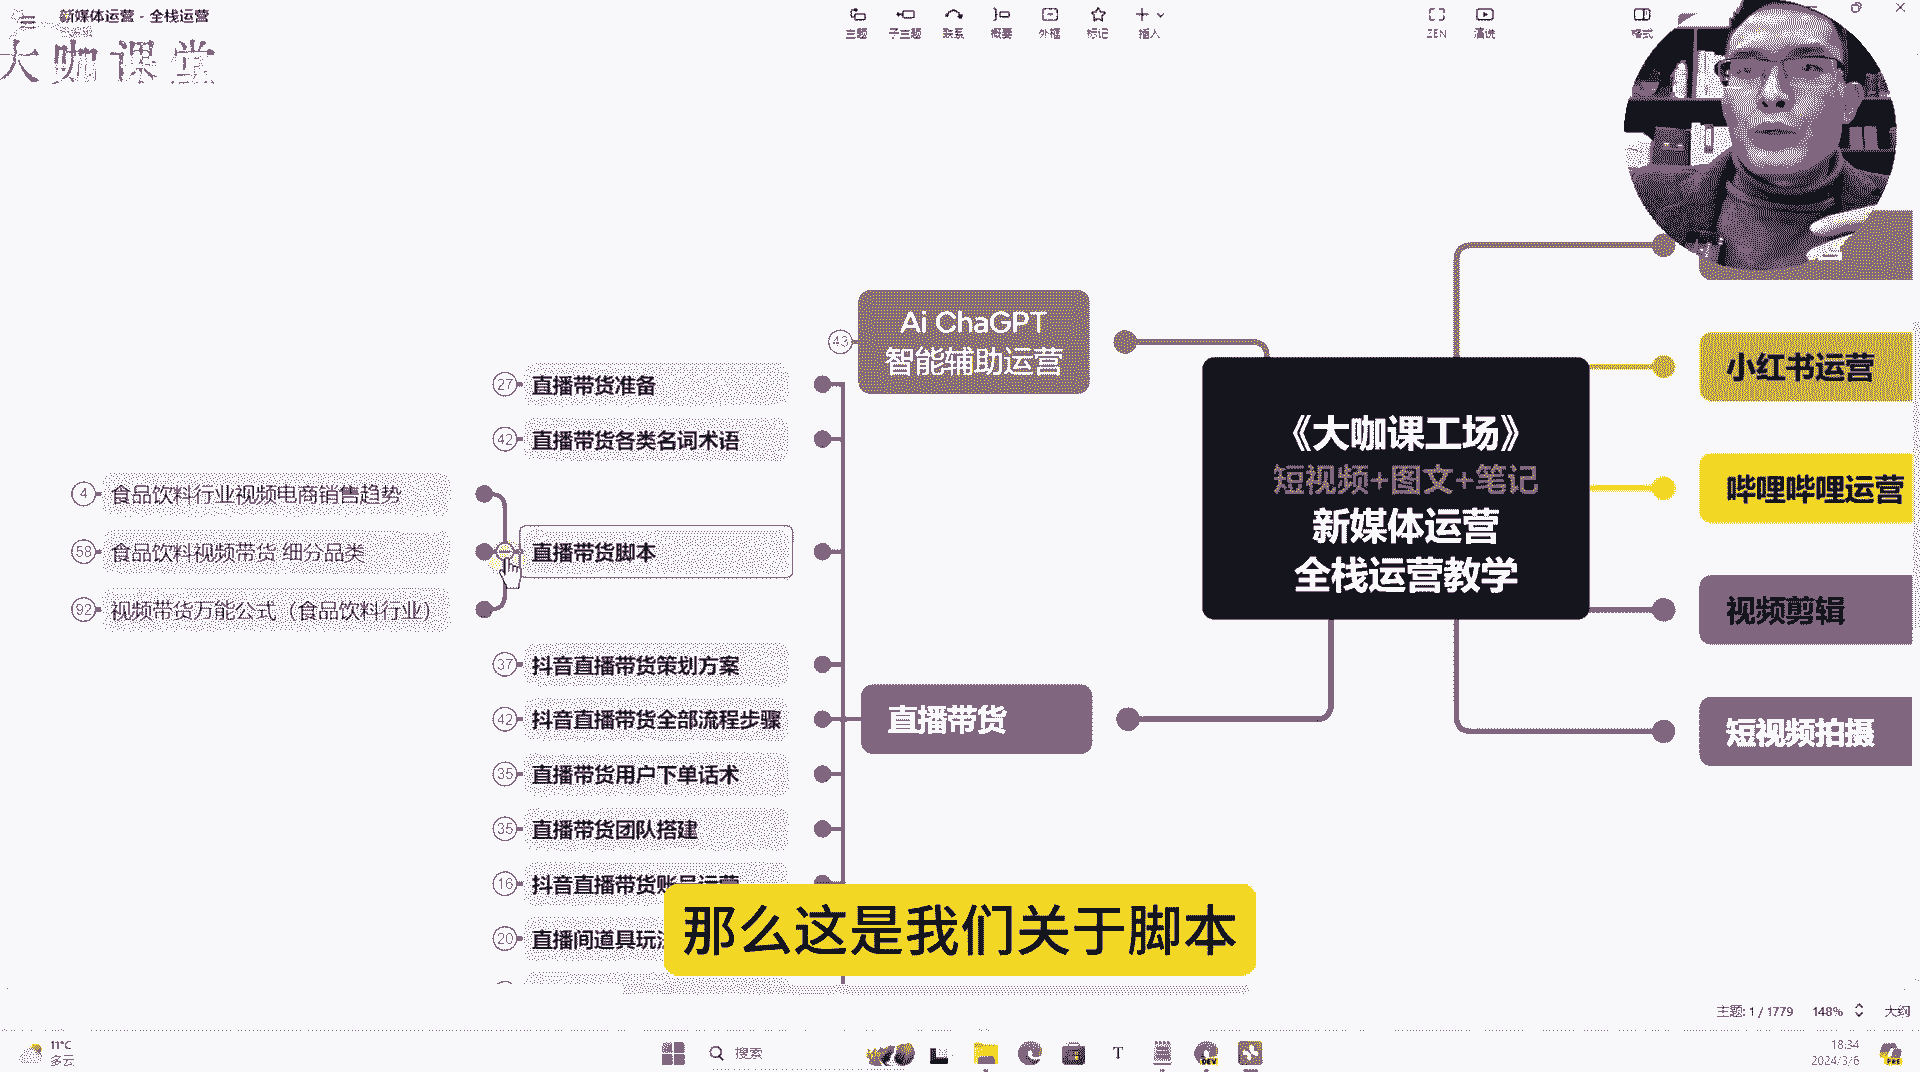 新媒体运营 - 全栈运营
大咖课堂
主题
子主题
联系
概要
外框
标记
插入
ZEN
演说
格式
Ai ChaGPT
智能辅助运营
43
27
直播带货准备
42
直播带货各类名词术语
4
食品饮料行业视频电商销售趋势
58
食品饮料视频带货 细分品类
92
视频带货万能公式（食品饮料行业）
直播带货脚本
37
抖音直播带货策划方案
42
抖音直播带货全部流程步骤
35
直播带货用户下单话术
35
直播带货团队搭建
16
抖音直播带货账号运营
20
直播间道具玩法
直播带货
《大咖课工场》
短视频+图文+笔记
新媒体运营
全栈运营教学
小红书运营
哔哩哔哩运营
视频剪辑
短视频拍摄
那么这是我们关于脚本
主题: 1 / 1779
148%
大纲
11°C
多云
搜索
T
DEV
18:34
2024/3/6
PRE